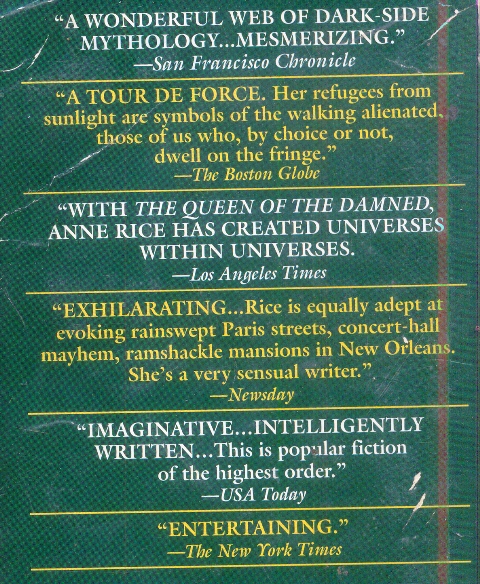 “A WONDERFUL WEB OF DARK-SIDE
MYTHOLOGY...MESMERIZING.”
—San Francisco Chronicle
“A TOUR DE FORCE. Her refugees from
sunlight are symbols of the walking alienated,
those of us who, by choice or not,
dwell on the fringe.”
—The Boston Globe
“WITH THE QUEEN OF THE DAMNED,
ANNE RICE HAS CREATED UNIVERSES
WITHIN UNIVERSES.
—Los Angeles Times
“EXHILARATING...Rice is equally adept at
evoking rainswept Paris streets, concert-hall
mayhem, ramshackle mansions in New Orleans.
She’s a very sensual writer.”
—Newsday
“IMAGINATIVE...INTELLIGENTLY
WRITTEN...This is popular fiction
of the highest order.”
—USA Today
“ENTERTAINING.”
—The New York Times